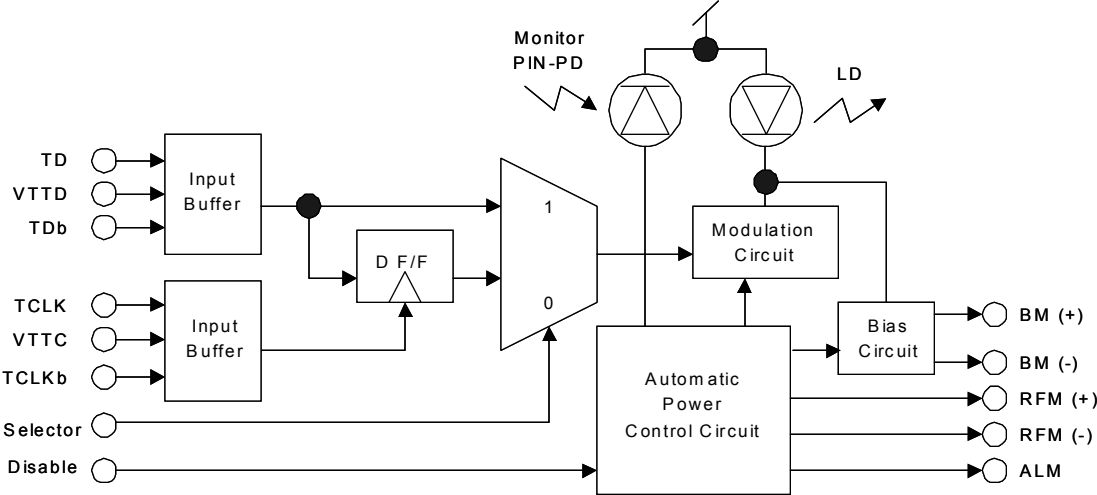 Monitor
PIN-PD
LD
TD
VTTD
TDb
Input
Buffer
1
Modulation
Circuit
D F/F
0
TCLK
VTTC
TCLKb
Input
Buffer
Bias
Circuit
BM (+)
BM (-)
Automatic
Power
Control Circuit
RFM (+)
RFM (-)
ALM
Selector
Disable